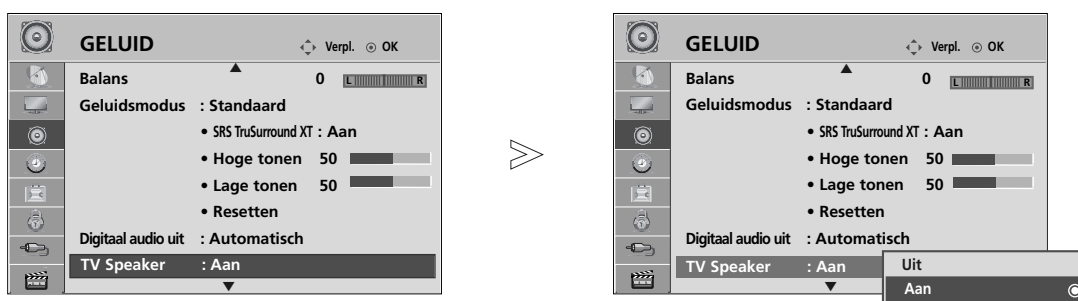 GELUID Verpl. OK
Balans 0 L R
Geluidsmodus : Standaard
• SRS TruSurround XT : Aan
• Hoge tonen 50
• Lage tonen 50
• Resetten
Digitaal audio uit : Automatisch
TV Speaker : Aan
GELUID Verpl. OK
Balans 0 L R
Geluidsmodus : Standaard
• SRS TruSurround XT : Aan
• Hoge tonen 50
• Lage tonen 50
• Resetten
Digitaal audio uit : Automatisch
TV Speaker : Aan
Uit
Aan